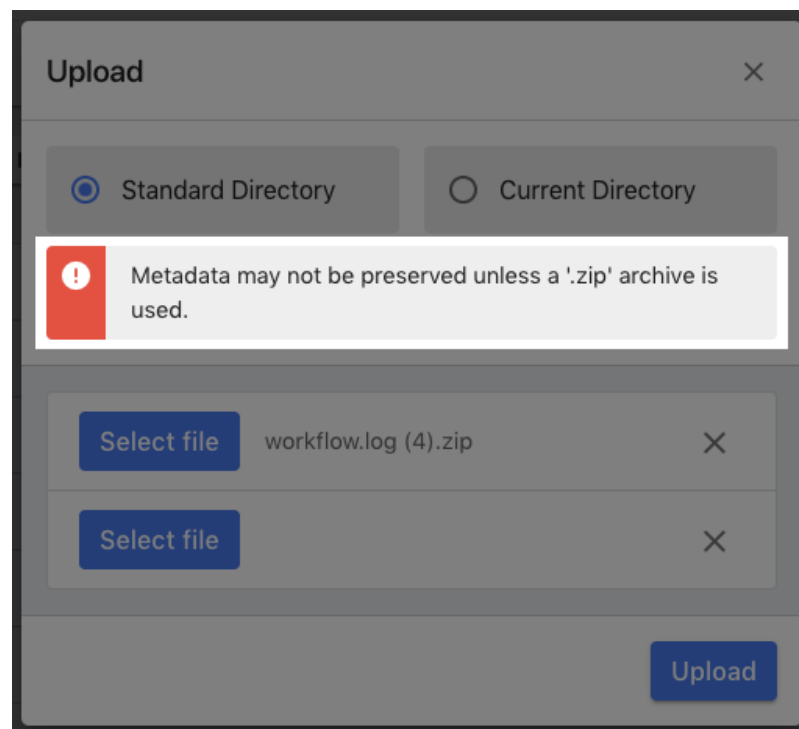 Upload
Standard Directory
Current Directory
Metadata may not be preserved unless a '.zip' archive is
used.
Select file workflow.log (4).zip
Select file
Upload